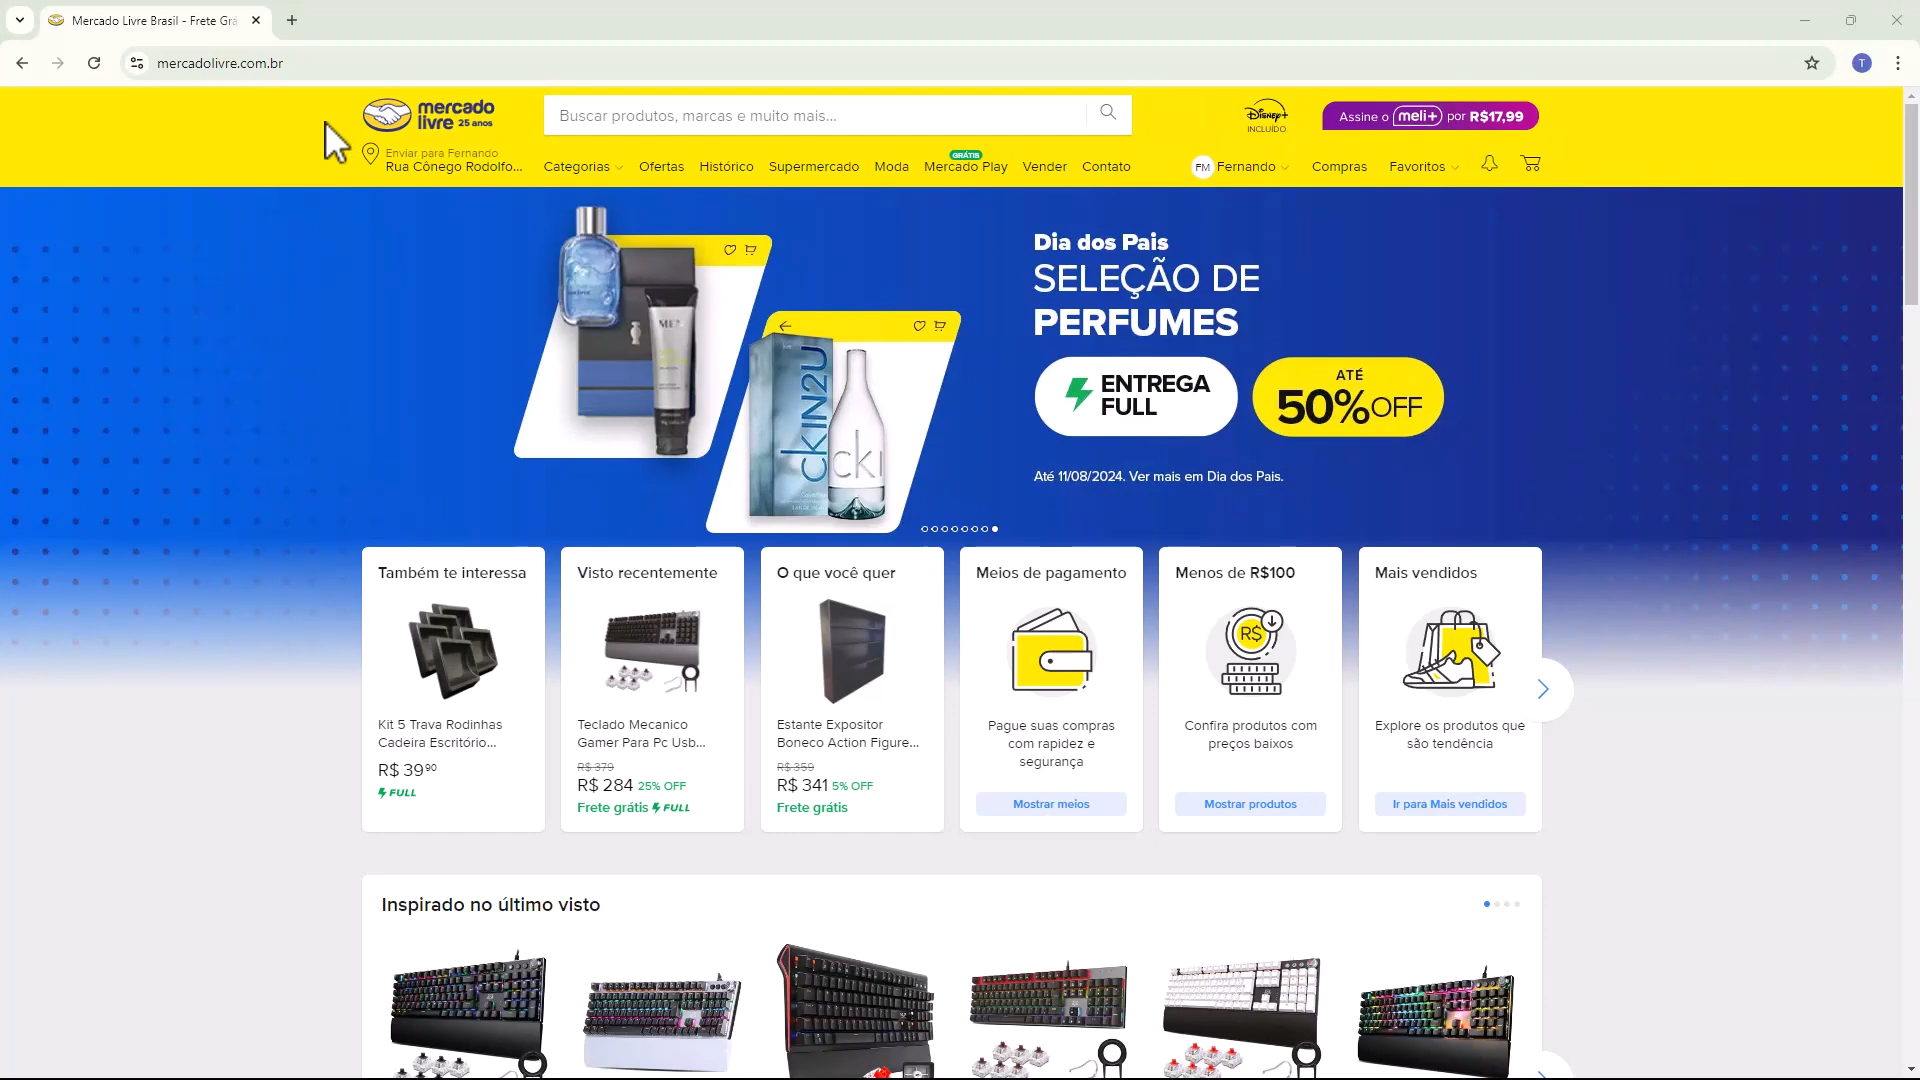 Mercado Livre Brasil - Frete Grá
mercadolivre.com.br
mercado
livre 25 anos
Buscar produtos, marcas e muito mais...
Disney+
INCLUÍDO
Assine o meli+ por R$17,99
Enviar para Fernando
Rua Cônego Rodolfo...
Categorias
Ofertas
Histórico
Supermercado
Moda
GRÁTIS
Mercado Play
Vender
Contato
FM Fernando
Compras
Favoritos
T
Dia dos Pais
SELEÇÃO DE
PERFUMES
ENTREGA
FULL
ATÉ
50%OFF
Até 11/08/2024. Ver mais em Dia dos Pais.
MEN
CKIN2U
cki
Também te interessa
Kit 5 Trava Rodinhas
Cadeira Escritório...
R$ 39 90
FULL
Visto recentemente
Teclado Mecanico
Gamer Para Pc Usb...
R$ 379
R$ 284 25% OFF
Frete grátis FULL
O que você quer
Estante Expositor
Boneco Action Figure...
R$ 359
R$ 341 5% OFF
Frete grátis
Meios de pagamento
Pague suas compras
com rapidez e
segurança
Mostrar meios
Menos de R$100
R$
Confira produtos com
preços baixos
Mostrar produtos
Mais vendidos
Explore os produtos que
são tendência
Ir para Mais vendidos
Inspirado no último visto